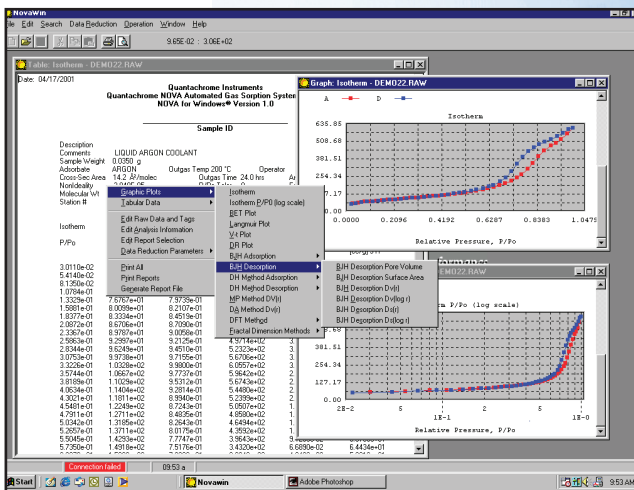 NovaWin
File Edit Search Data Reduction Operation Window Help
9.65E-02 : 3.06E+02
Table: Isotherm - DEMO22.RAW
Date: 04/17/2001
Quantachrome Instruments
Quantachrome NOVA Automated Gas Sorption System
NOVA for Windows® Version 1.0
Sample ID
Description
Comments LIQUID ARGON COOLANT
Sample Weight 0.0350 g
Adsorbate ARGON Outgas Temp 200 °C Operator
Cross-Sec Area 14.2 Å²/molec Outgas Time 24.0 hrs
NonIdeality
Molecular Wt
Station #
Isotherm
P/Po
3.0110e-02
5.4140e-02
8.1350e-02
1.0784e-01
1.3329e-01 7.6767e+01 7.9739e-01
1.5881e-01 8.0099e+01 8.2107e-01
1.8377e-01 8.3334e+01 8.4519e-01
2.0872e-01 8.6706e+01 8.7090e-01
2.3367e-01 8.9787e+01 9.0058e-01
2.5863e-01 9.2997e+01 9.2125e-01 4.9714e+02
2.8344e-01 9.6249e+01 9.4510e-01 5.2323e+02
3.0753e-01 9.9738e+01 9.7155e-01 5.6706e+02
3.3226e-01 1.0328e+02 9.9800e-01 6.0557e+02
3.5744e-01 1.0667e+02 9.7737e-01 5.9642e+02
3.8189e-01 1.1029e+02 9.5312e-01 5.6743e+02
4.0634e-01 1.1404e+02 9.2814e-01 5.4480e+02
4.3021e-01 1.1811e+02 8.9940e-01 5.2399e+02
4.5481e-01 1.2249e+02 8.7243e-01 5.0507e+02
4.7911e-01 1.2711e+02 8.4835e-01 4.8580e+02
5.0342e-01 1.3185e+02 8.2643e-01 4.6494e+02
5.2657e-01 1.3711e+02 8.0175e-01 4.3592e+02
5.5045e-01 1.4293e+02 7.7747e-01 3.9643e+02
5.7350e-01 1.4918e+02 7.5176e-01 3.4320e+02 6.6890e-02 6.4434e+01
Graphic Plots
Tabular Data
Edit Raw Data and Tags
Edit Analysis Information
Edit Report Selection
Data Reduction Parameters
Print All
Print Reports
Generate Report File
Isotherm
Isotherm P/P0 (log scale)
BET Plot
Langmuir Plot
V-t Plot
DR Plot
BJH Adsorption
BJH Desorption
DH Method Adsorption
DH Method Desorption
MP Method DV(r)
DA Method Dv(r)
DFT Method
Fractal Dimension Methods
BJH Desorption Pore Volume
BJH Desorption Surface Area
BJH Desorption Dv(r)
BJH Desorption Dv(log r)
BJH Desorption Ds(r)
BJH Desorption Ds(log r)
Graph: Isotherm - DEMO22.RAW
A D
Isotherm
635.85
508.68
381.51
254.34
0.00
0.0000 0.2096 0.4192 0.6287 0.8383 1.0479
Relative Pressure, P/Po
DEMO22.RAW
P/Po (log scale)
381.51
254.34
127.17
0.00
2E-2 5 1E-1 2 5 1E-0
Relative Pressure, P/Po
Connection failed 09:53 a
Start Novawin Adobe Photoshop 9:53 AM